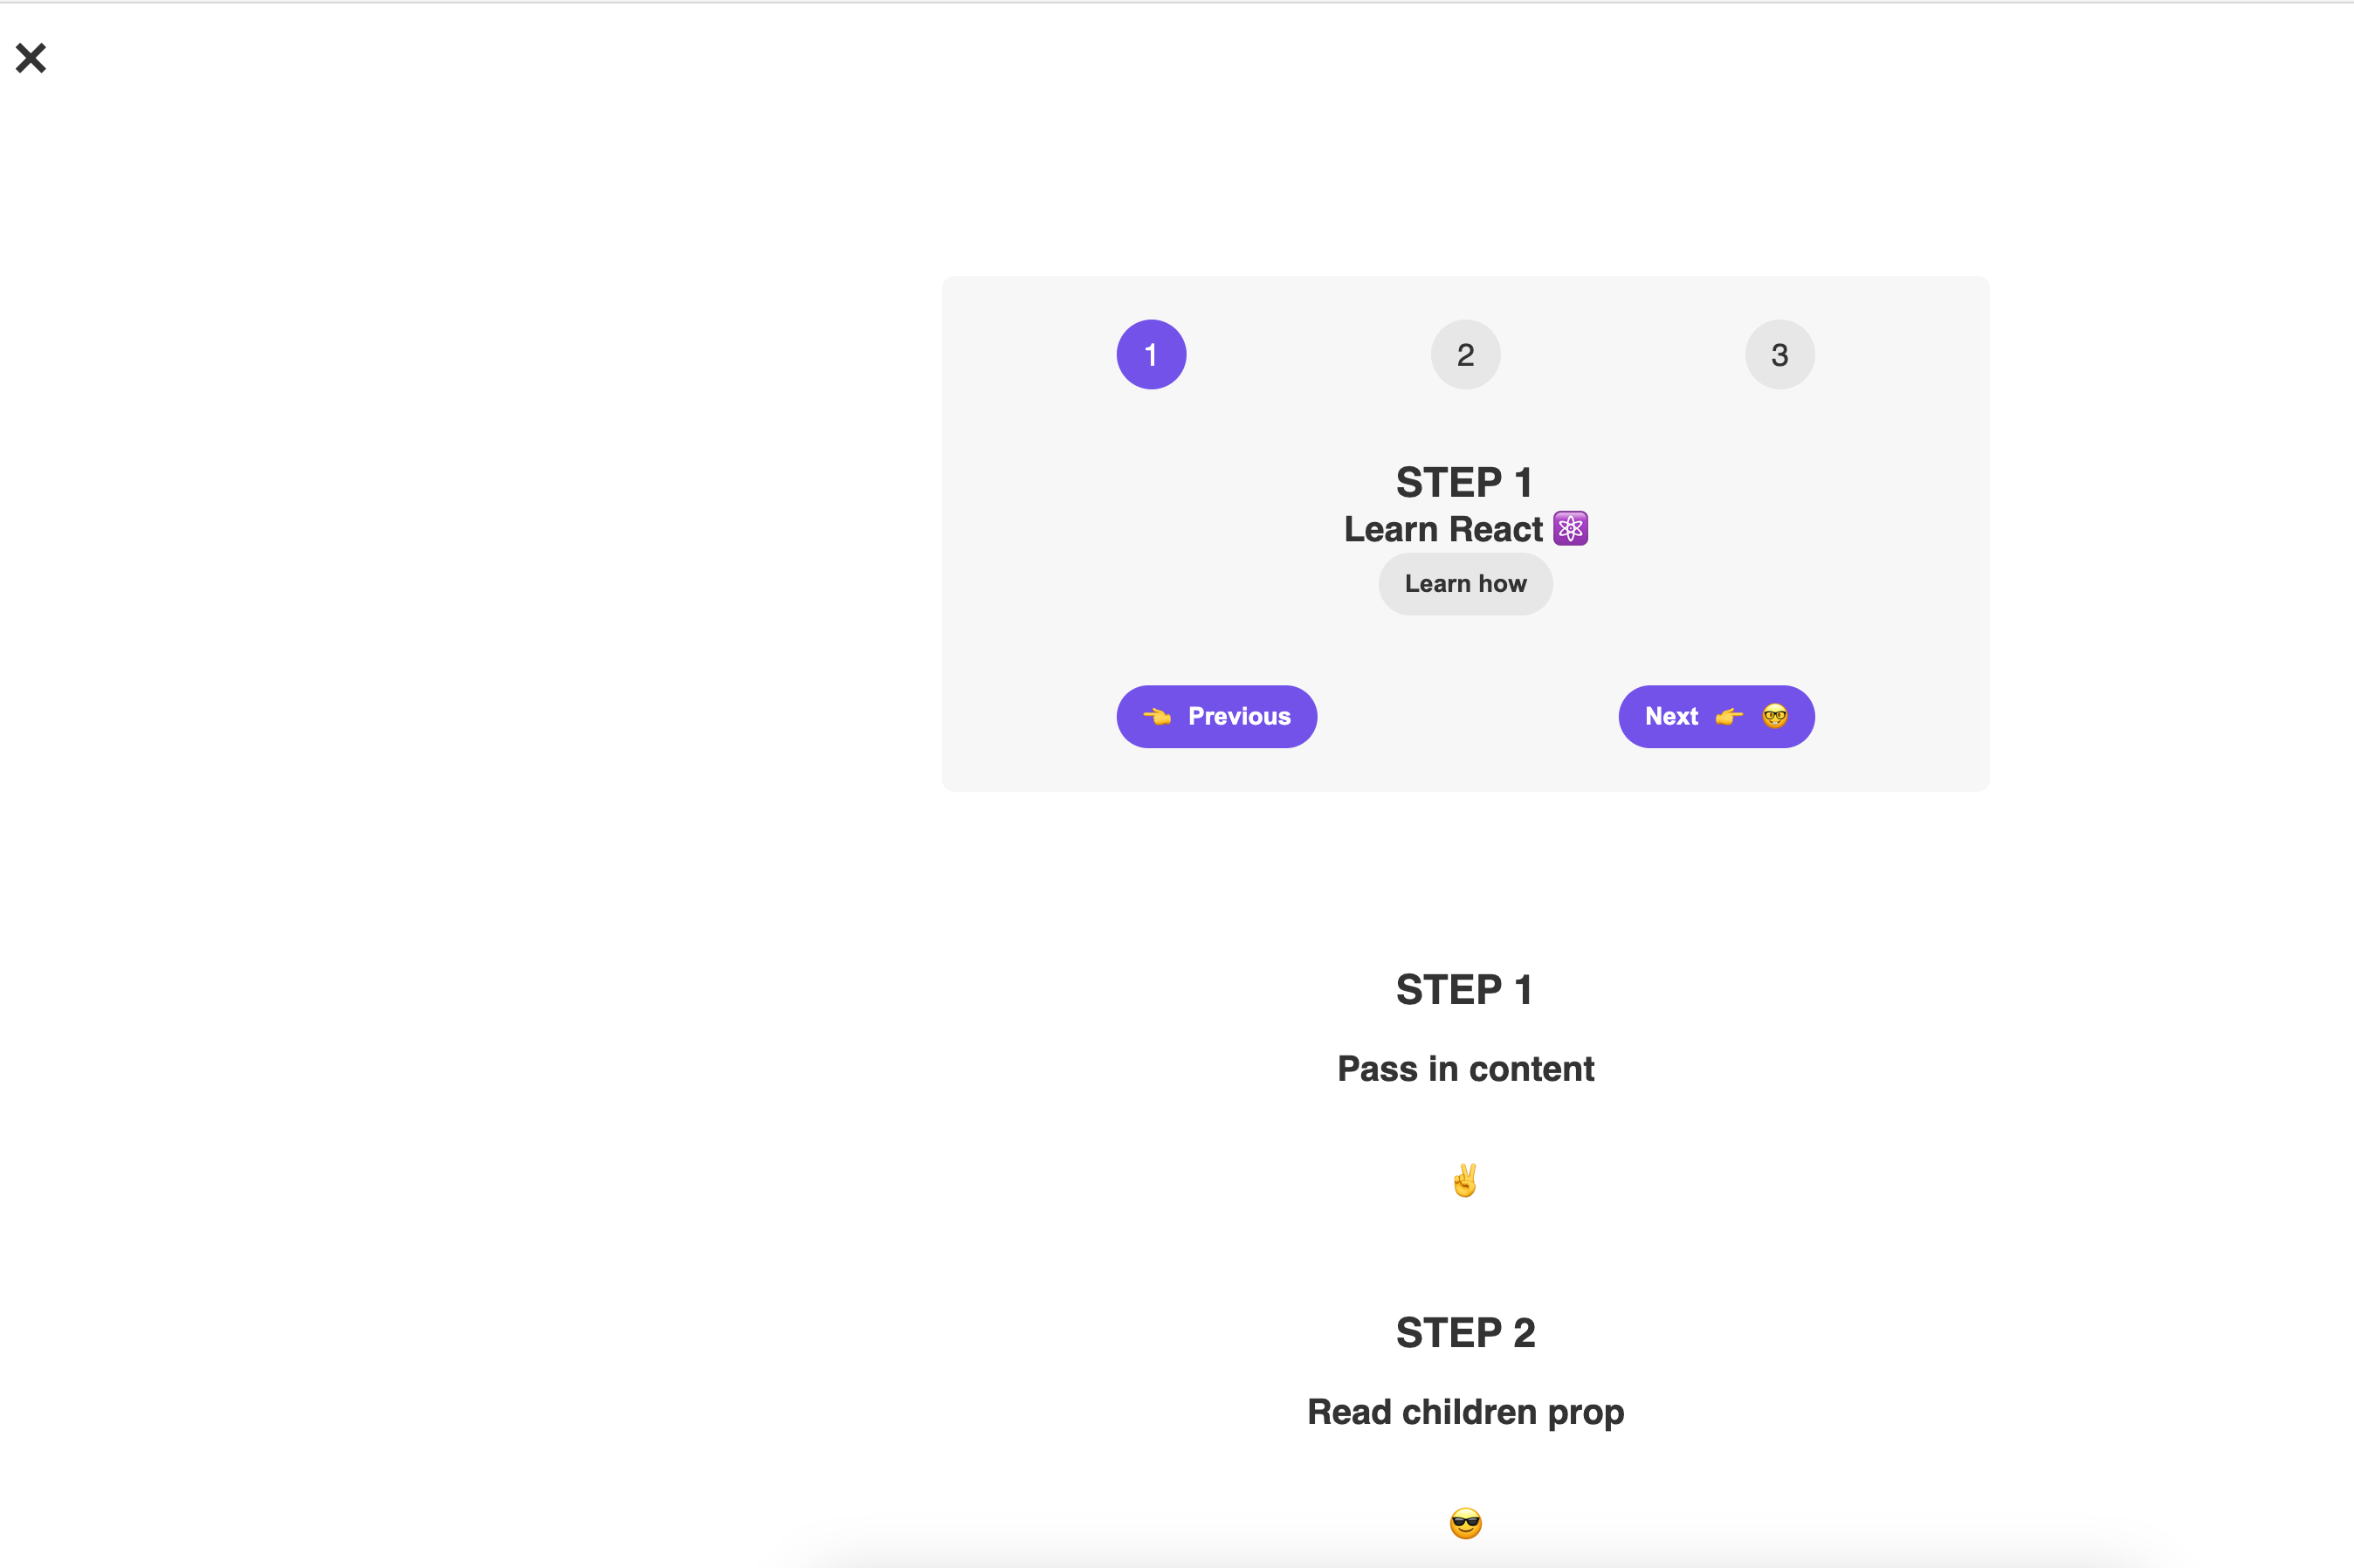 ×
1 2 3
STEP 1
Learn React ⚛️
Learn how
👈 Previous Next 👉 🤓
STEP 1
Pass in content
✌️
STEP 2
Read children prop
😎